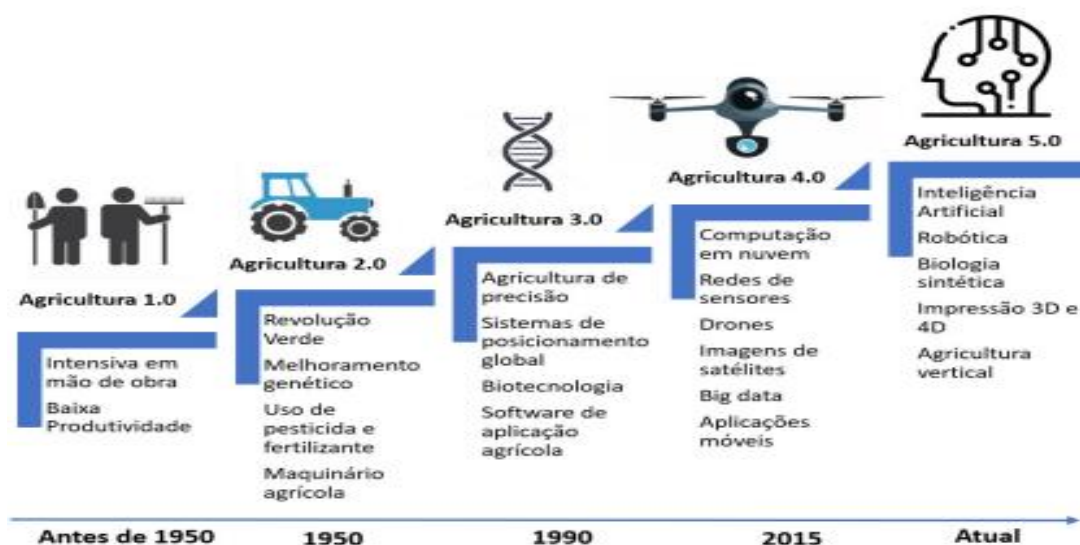 Agricultura 1.0
Intensiva em
mão de obra
Baixa
Produtividade
Agricultura 2.0
Revolução
Verde
Melhoramento
genético
Uso de
pesticida e
fertilizante
Maquinário
agrícola
Agricultura 3.0
Agricultura de
precisão
Sistemas de
posicionamento
global
Biotecnologia
Software de
aplicação
agrícola
Agricultura 4.0
Computação
em nuvem
Redes de
sensores
Drones
Imagens de
satélites
Big data
Aplicações
móveis
Agricultura 5.0
Inteligência
Artificial
Robótica
Biologia
sintética
Impressão 3D e
4D
Agricultura
vertical
Antes de 1950
1950
1990
2015
Atual